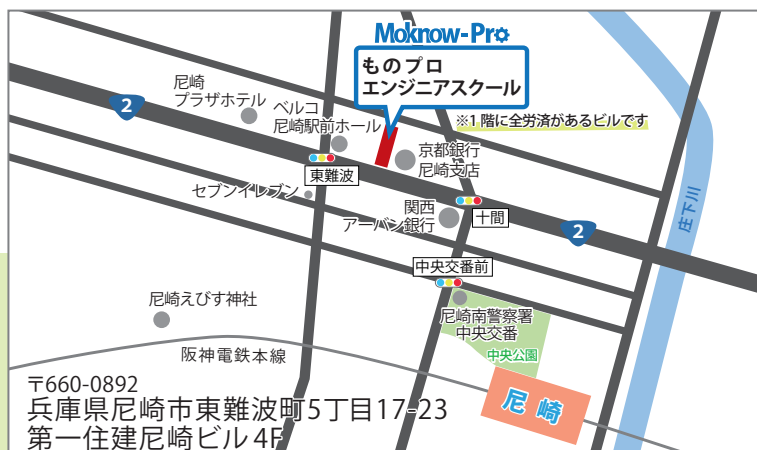 Moknow-Pro
ものプロ
エンジニアスクール
※1階に全労済があるビルです
尼崎
プラザホテル
2
ベルコ
尼崎駅前ホール
京都銀行
尼崎支店
東難波
セブンイレブン
関西
アーバン銀行
十間
2
庄下川
中央交番前
尼崎えびす神社
尼崎南警察署
中央交番
中央公園
阪神電鉄本線
尼崎
〒660-0892
兵庫県尼崎市東難波町5丁目17-23
第一住建尼崎ビル4F